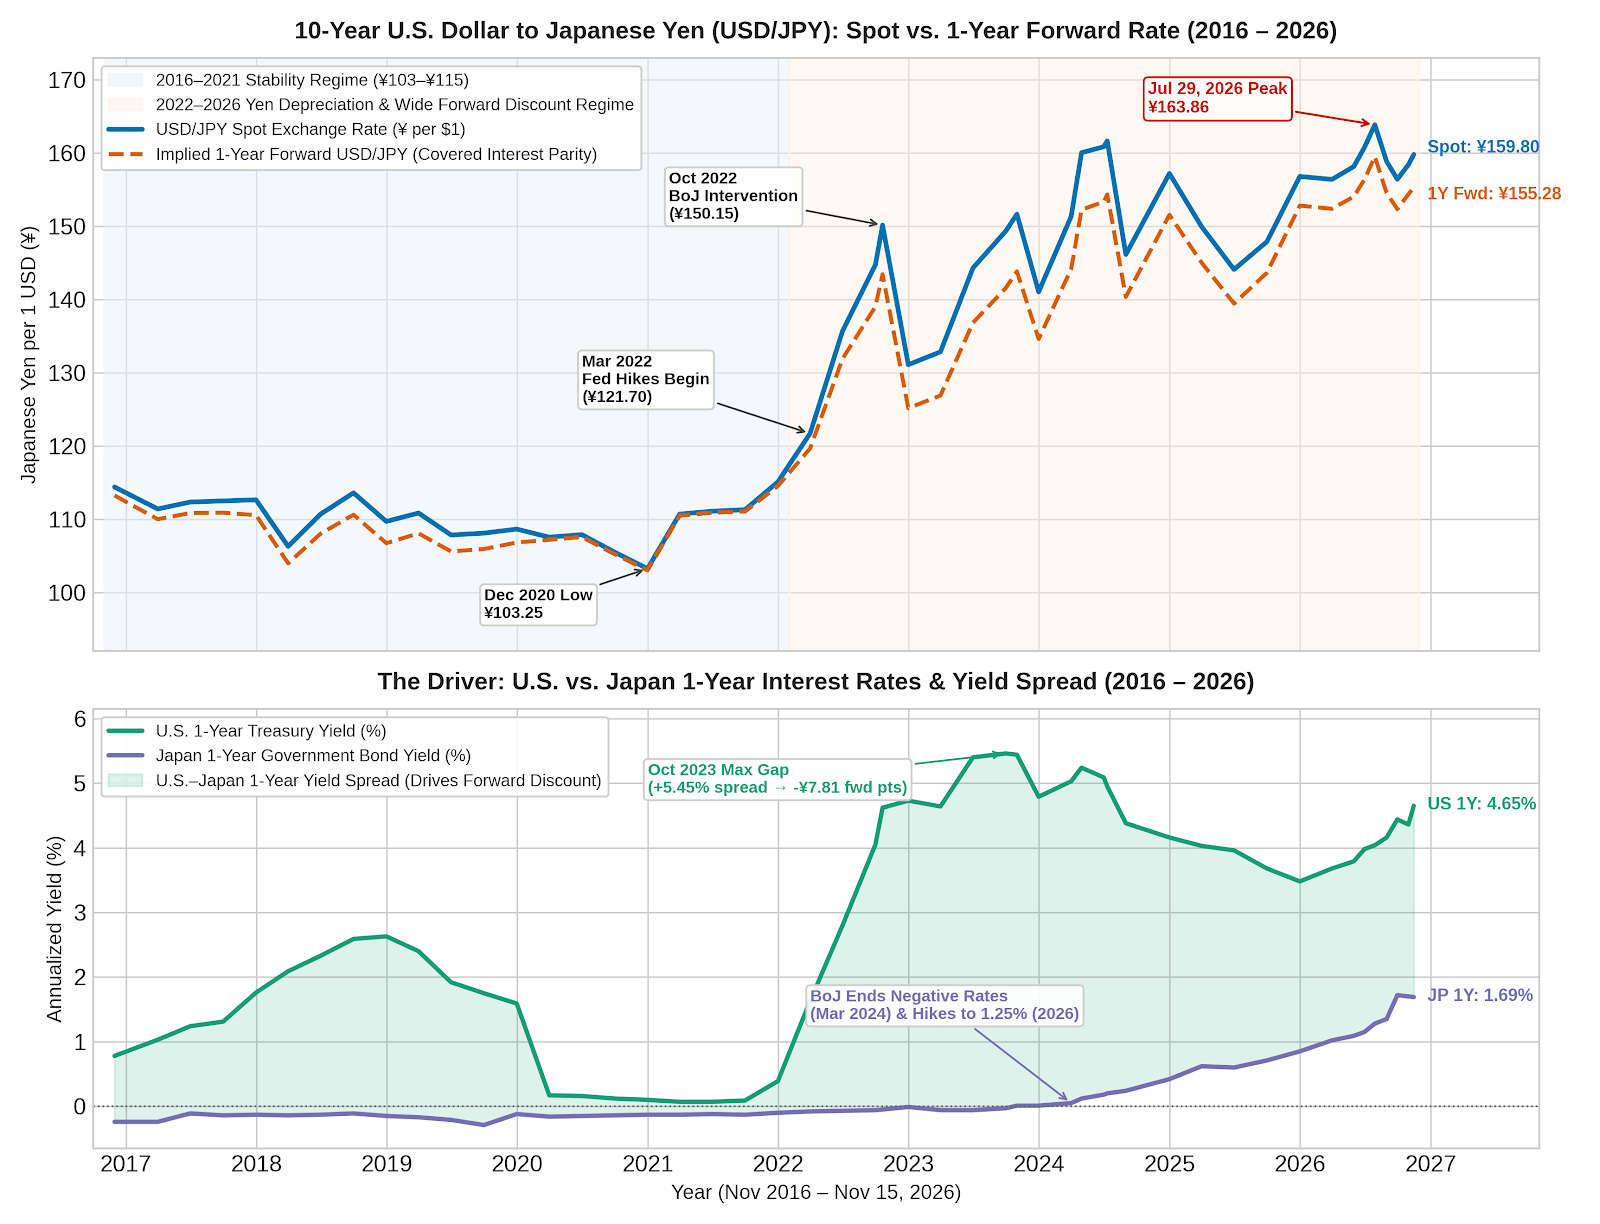 10-Year U.S. Dollar to Japanese Yen (USD/JPY): Spot vs. 1-Year Forward Rate (2016 – 2026)
2016–2021 Stability Regime (¥103–¥115)
2022–2026 Yen Depreciation & Wide Forward Discount Regime
USD/JPY Spot Exchange Rate (¥ per $1)
Implied 1-Year Forward USD/JPY (Covered Interest Parity)
Japanese Yen per 1 USD (¥)
170
160
150
140
130
120
110
100
Jul 29, 2026 Peak
¥163.86
Spot: ¥159.80
1Y Fwd: ¥155.28
Oct 2022
BoJ Intervention
(¥150.15)
Mar 2022
Fed Hikes Begin
(¥121.70)
Dec 2020 Low
¥103.25
The Driver: U.S. vs. Japan 1-Year Interest Rates & Yield Spread (2016 – 2026)
U.S. 1-Year Treasury Yield (%)
Japan 1-Year Government Bond Yield (%)
U.S.–Japan 1-Year Yield Spread (Drives Forward Discount)
Annualized Yield (%)
6
5
4
3
2
1
0
Oct 2023 Max Gap
(+5.45% spread → -¥7.81 fwd pts)
US 1Y: 4.65%
BoJ Ends Negative Rates
(Mar 2024) & Hikes to 1.25% (2026)
JP 1Y: 1.69%
2017 2018 2019 2020 2021 2022 2023 2024 2025 2026 2027
Year (Nov 2016 – Nov 15, 2026)